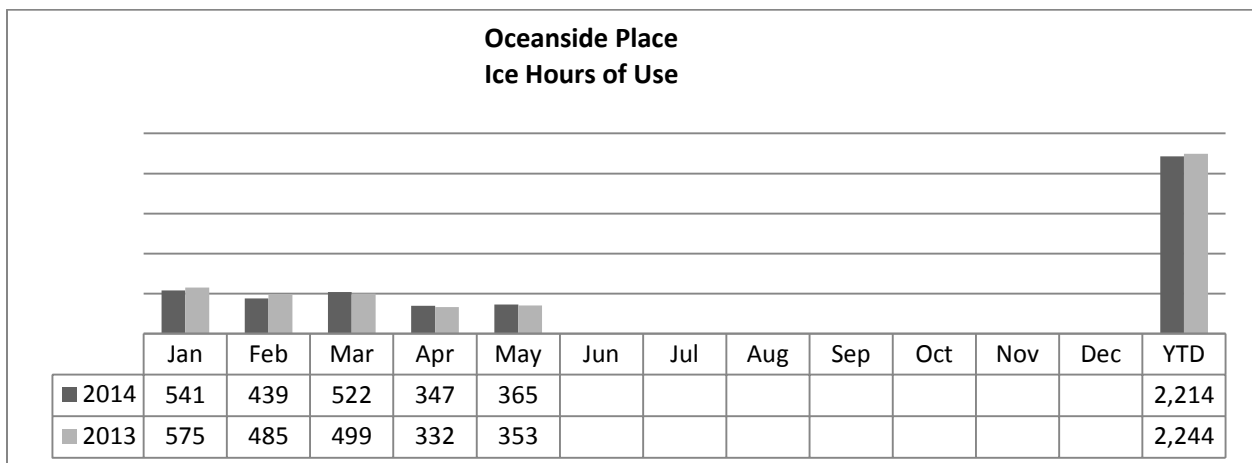 Oceanside Place
Ice Hours of Use
Jan Feb Mar Apr May Jun Jul Aug Sep Oct Nov Dec YTD
2014 541 439 522 347 365 2,214
2013 575 485 499 332 353 2,244